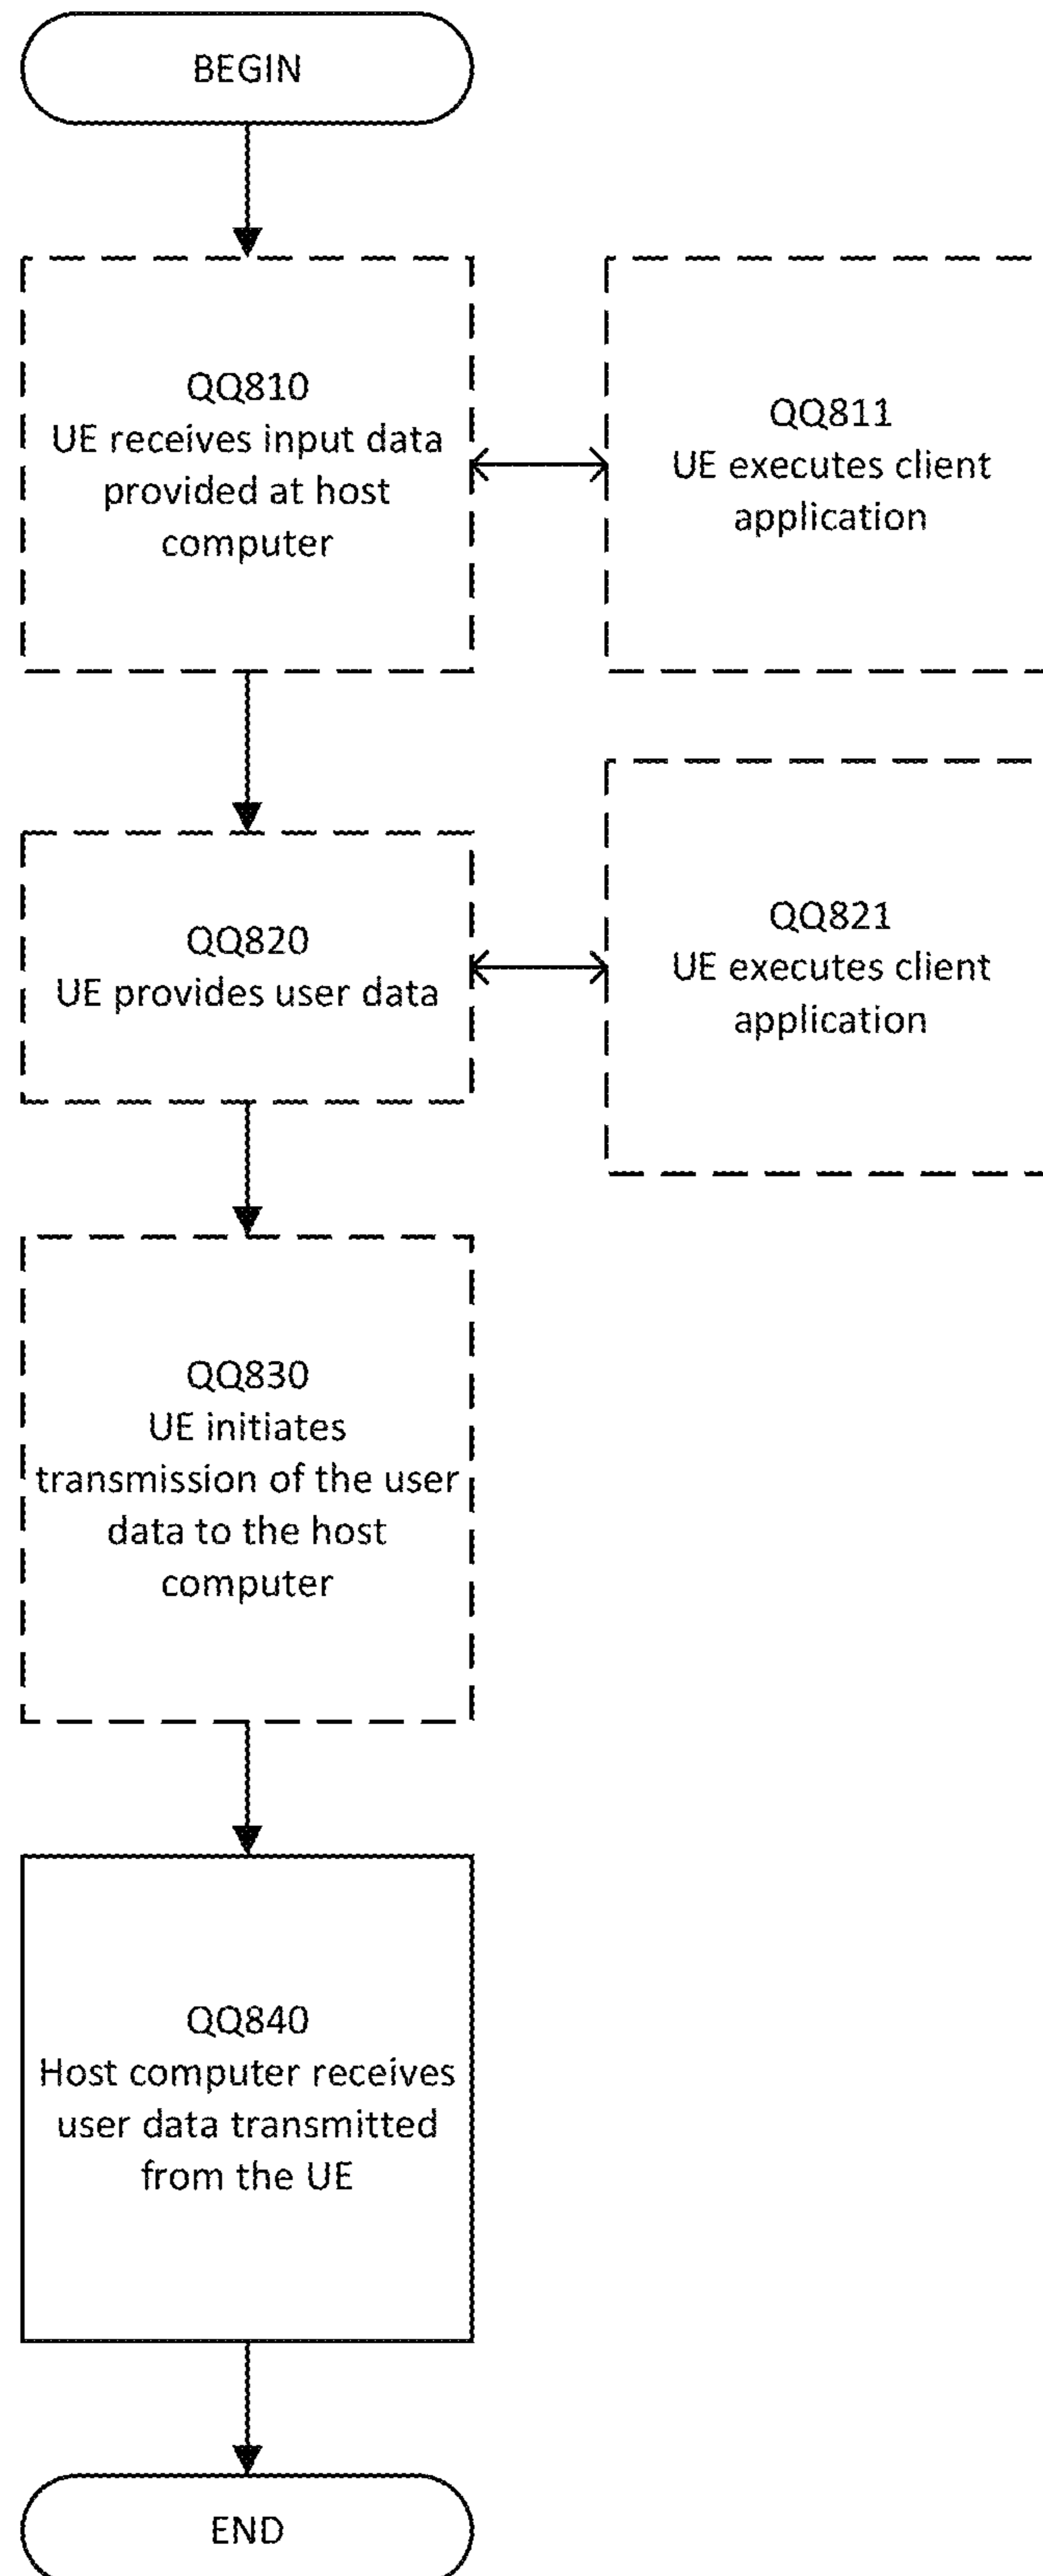 BEGIN
QQ810
UE receives input data
provided at host
computer
QQ811
UE executes client
application
QQ820
UE provides user data
QQ821
UE executes client
application
QQ830
UE initiates
transmission of the user
data to the host
computer
QQ840
Host computer receives
user data transmitted
from the UE
END